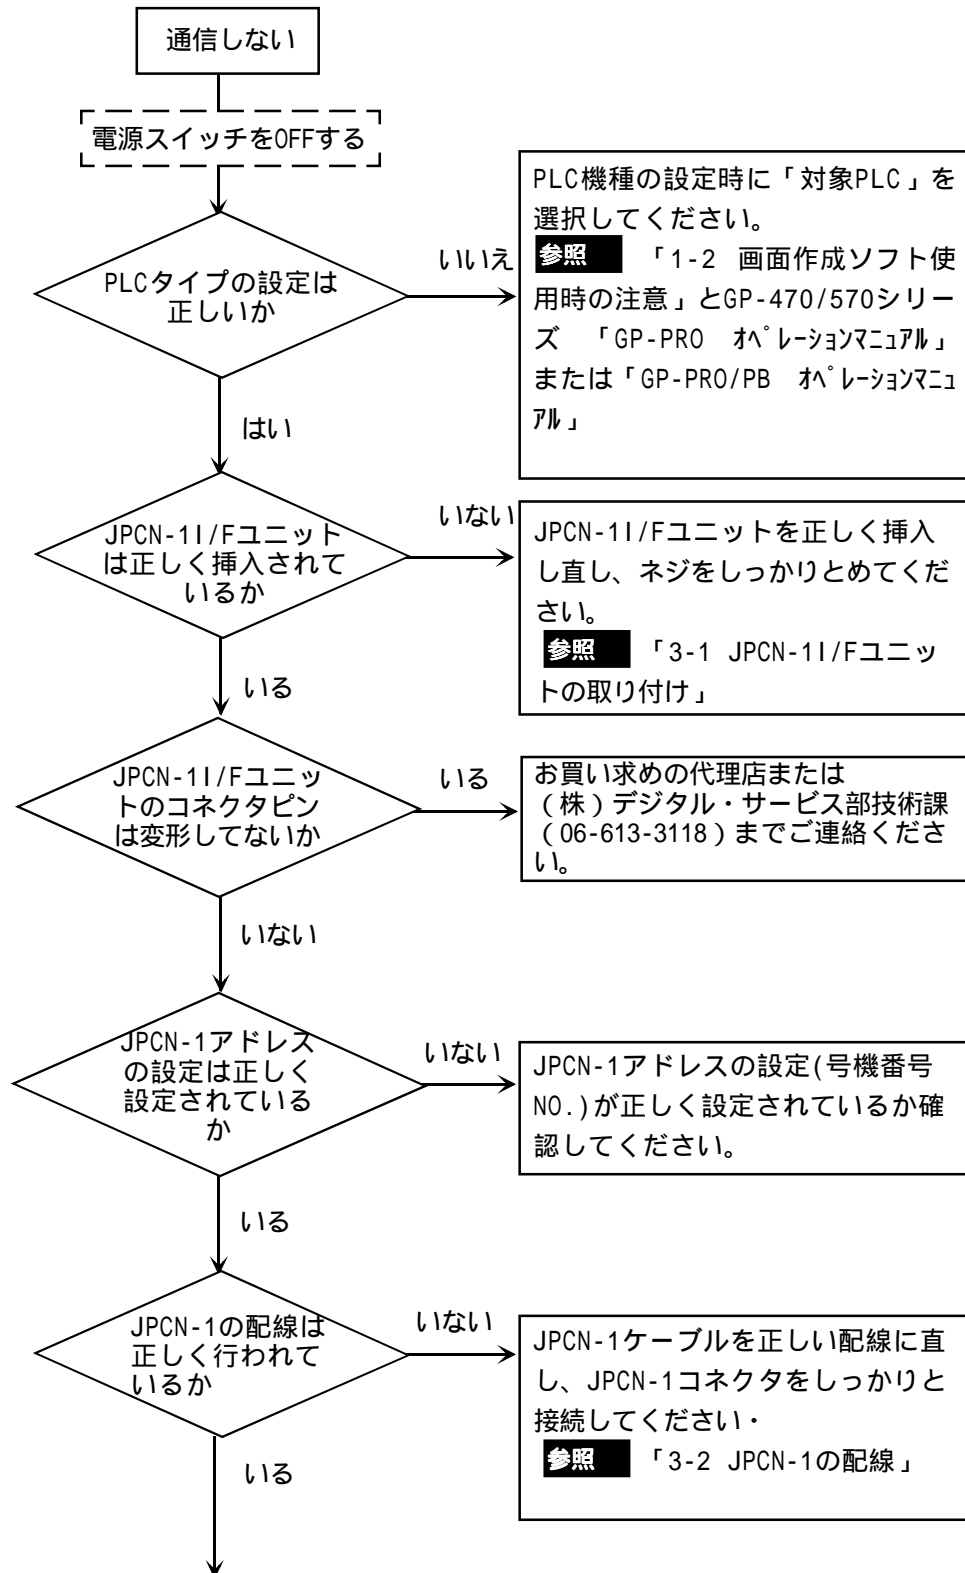 通信しない
電源スイッチをOFFする
PLCタイプの設定は
正しいか
いいえ
PLC機種の設定時に「対象PLC」を
選択してください。
参照 「1-2 画面作成ソフト使
用時の注意」とGP-470/570シリー
ズ 「GP-PRO ｵﾍﾟﾚｰｼｮﾝﾏﾆｭｱﾙ」
または「GP-PRO/PB ｵﾍﾟﾚｰｼｮﾝﾏﾆｭ
ｱﾙ」
はい
JPCN-1I/Fユニット
は正しく挿入されて
いるか
いない
JPCN-1I/Fユニットを正しく挿入
し直し、ネジをしっかりとめてくだ
さい。
参照 「3-1 JPCN-1I/Fユニッ
トの取り付け」
いる
JPCN-1I/Fユニッ
トのコネクタピン
は変形してないか
いる
お買い求めの代理店または
（株）デジタル・サービス部技術課
（06-613-3118）までご連絡くださ
い。
いない
JPCN-1アドレス
の設定は正しく
設定されている
か
いない
JPCN-1アドレスの設定(号機番号
NO.)が正しく設定されているか確
認してください。
いる
JPCN-1の配線は
正しく行われて
いるか
いない
JPCN-1ケーブルを正しい配線に直
し、JPCN-1コネクタをしっかりと
接続してください・
参照 「3-2 JPCN-1の配線」
いる